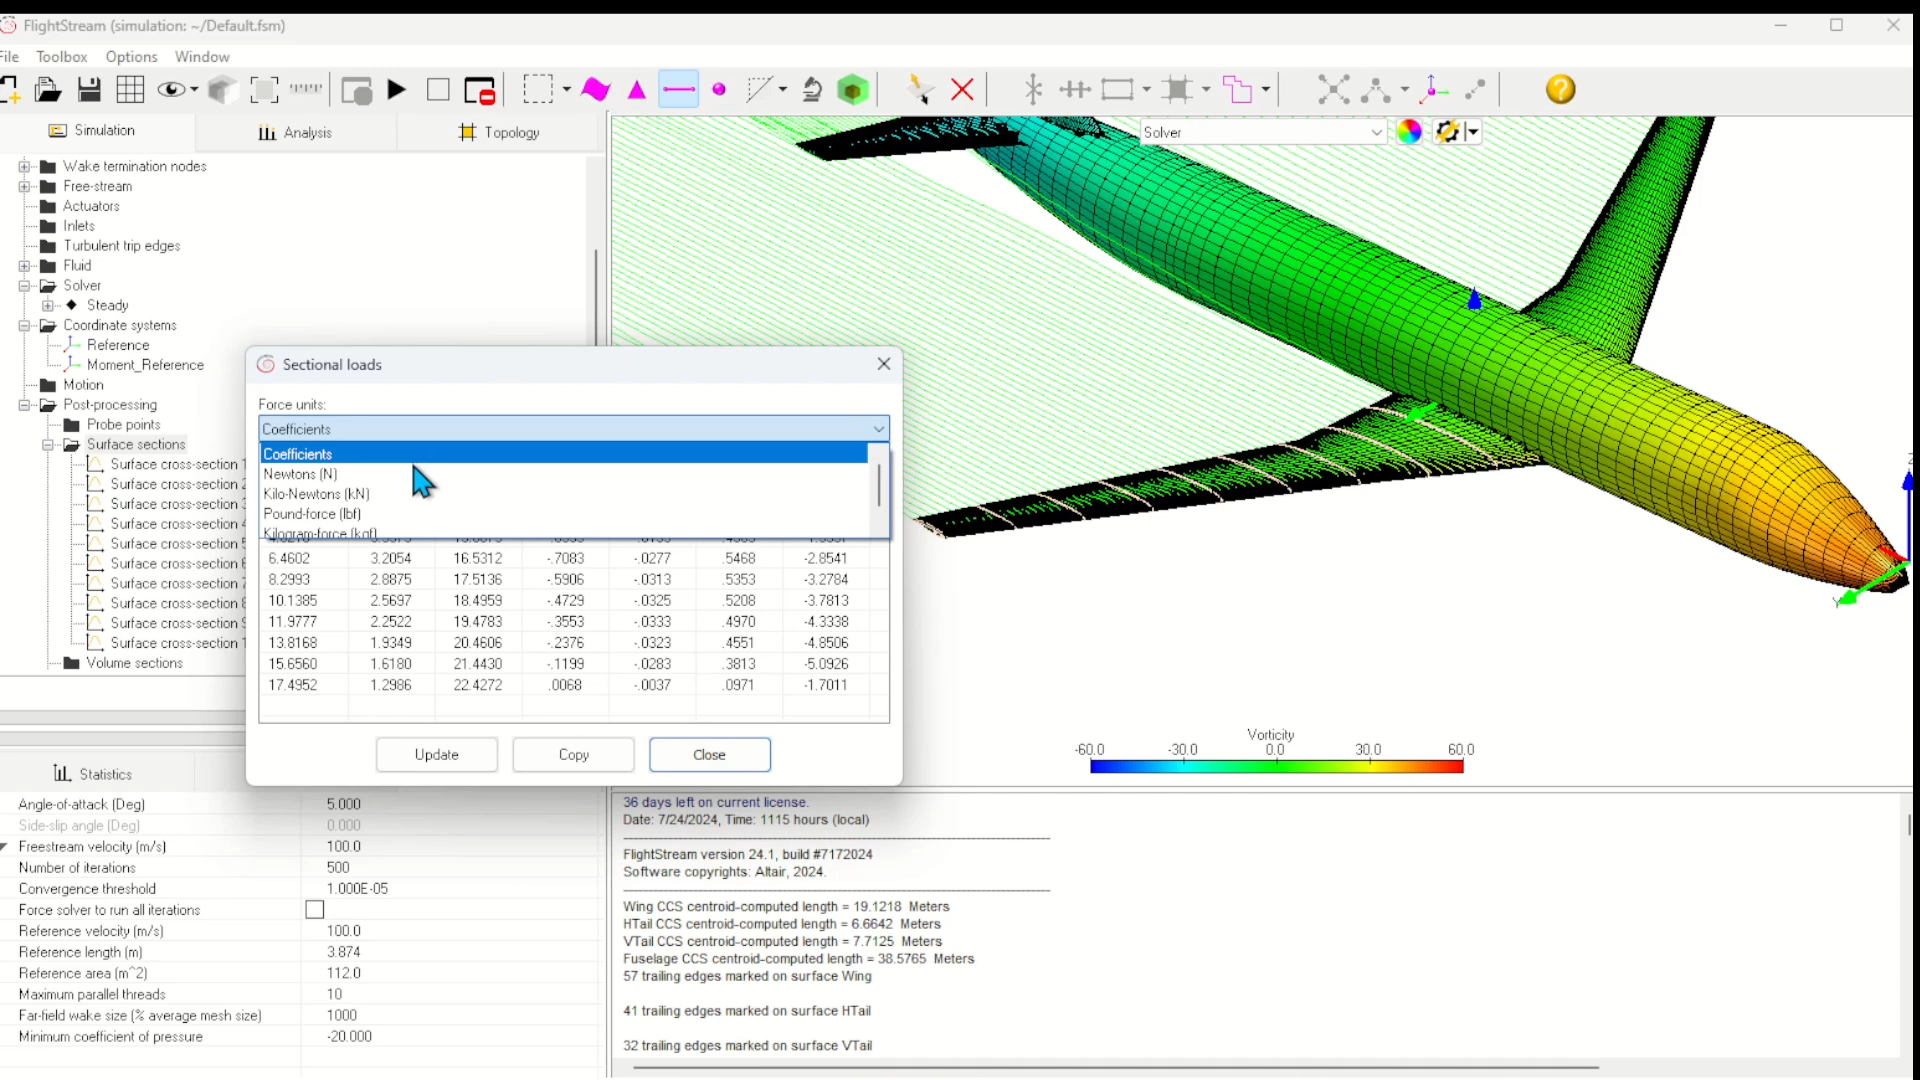 FlightStream (simulation: ~/Default.fsm)
File Toolbox Options Window
Simulation Analysis Topology
Solver
Wake termination nodes
Free-stream
Actuators
Inlets
Turbulent trip edges
Fluid
Solver
Steady
Coordinate systems
Reference
Moment_Reference
Motion
Post-processing
Probe points
Surface sections
Surface cross-section 1
Surface cross-section 2
Surface cross-section 3
Surface cross-section 4
Surface cross-section 5
Surface cross-section 6
Surface cross-section 7
Surface cross-section 8
Surface cross-section 9
Surface cross-section 1
Volume sections
Sectional loads
Force units:
Coefficients
Coefficients
Newtons (N)
Kilo-Newtons (kN)
Pound-force (lbf)
Kilogram-force (kgf)
6.4602 3.2054 16.5312 -.7083 -.0277 .5468 -2.8541
8.2993 2.8875 17.5136 -.5906 -.0313 .5353 -3.2784
10.1385 2.5697 18.4959 -.4729 -.0325 .5208 -3.7813
11.9777 2.2522 19.4783 -.3553 -.0333 .4970 -4.3338
13.8168 1.9349 20.4606 -.2376 -.0323 .4551 -4.8506
15.6560 1.6180 21.4430 -.1199 -.0283 .3813 -5.0926
17.4952 1.2986 22.4272 .0068 -.0037 .0971 -1.7011
Update Copy Close
Vorticity
-60.0 -30.0 0.0 30.0 60.0
Y
Statistics
Angle-of-attack (Deg) 5.000
Side-slip angle (Deg) 0.000
Freestream velocity (m/s) 100.0
Number of iterations 500
Convergence threshold 1.000E-05
Force solver to run all iterations
Reference velocity (m/s) 100.0
Reference length (m) 3.874
Reference area (m^2) 112.0
Maximum parallel threads 10
Far-field wake size (% average mesh size) 1000
Minimum coefficient of pressure -20.000
36 days left on current license.
Date: 7/24/2024, Time: 1115 hours (local)
FlightStream version 24.1, build #7172024
Software copyrights: Altair, 2024.
Wing CCS centroid-computed length = 19.1218 Meters
HTail CCS centroid-computed length = 6.6642 Meters
VTail CCS centroid-computed length = 7.7125 Meters
Fuselage CCS centroid-computed length = 38.5765 Meters
57 trailing edges marked on surface Wing
41 trailing edges marked on surface HTail
32 trailing edges marked on surface VTail